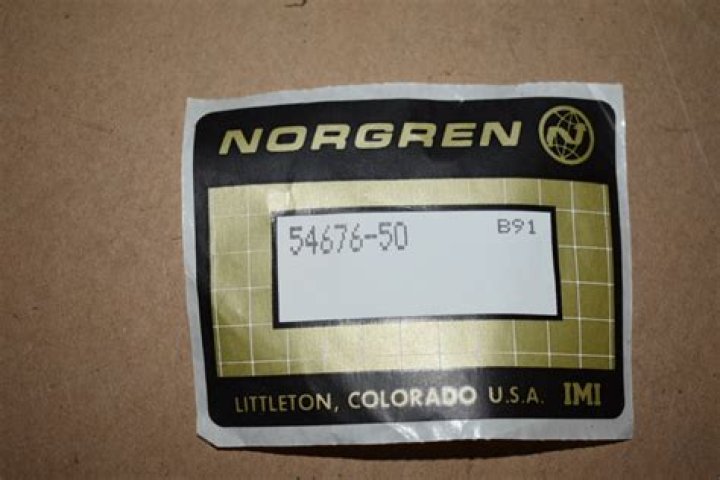 NORGREN N
54676-50 B91
LITTLETON, COLORADO U.S.A. IMI